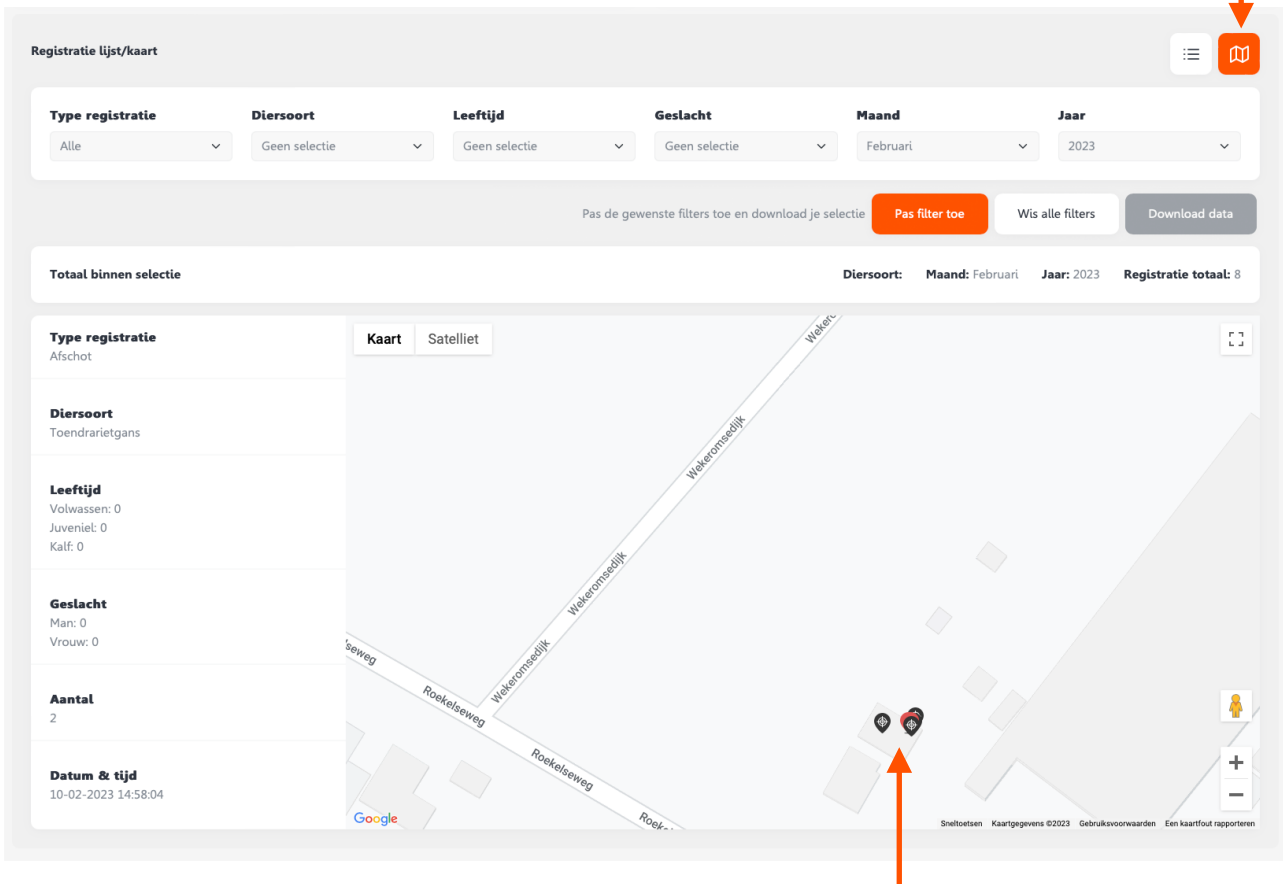 Registratie lijst/kaart
Type registratie Diersoort Leeftijd Geslacht Maand Jaar
Alle Geen selectie Geen selectie Geen selectie Februari 2023
Pas de gewenste filters toe en download je selectie Pas filter toe Wis alle filters Download data
Totaal binnen selectie Diersoort: Maand: Februari Jaar: 2023 Registratie totaal: 8
Type registratie
Afschot
Diersoort
Toendrarietgans
Leeftijd
Volwassen: 0
Juveniel: 0
Kalf: 0
Geslacht
Man: 0
Vrouw: 0
Aantal
2
Datum & tijd
10-02-2023 14:58:04
Kaart Satelliet
Wekero
Wekeromsedijk
Wekeromsedijk
Wekeromsedijk
lseweg
Roekelseweg
Roekelseweg
Roek
Google
Sneltoetsen Kaartgegevens ©2023 Gebruiksvoorwaarden Een kaartfout rapporteren